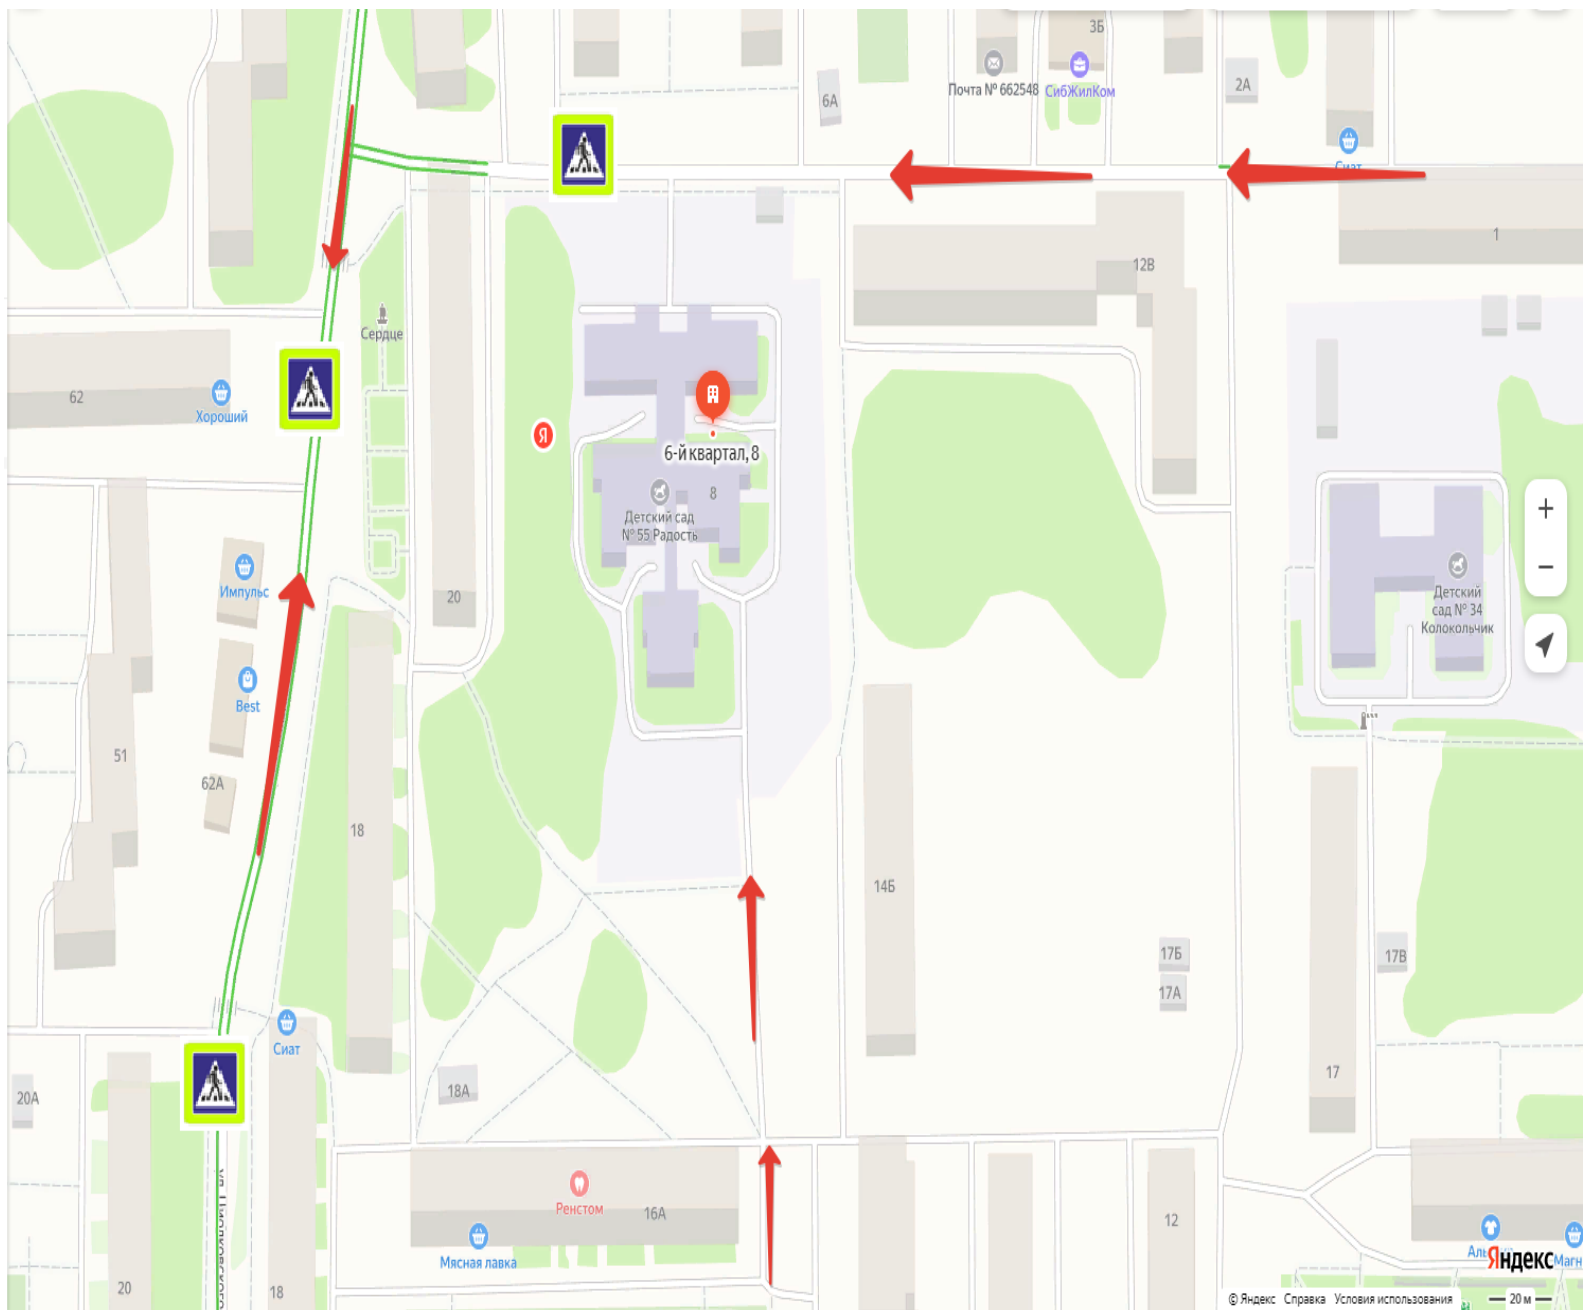 3Б
Почта № 662548
СибЖилКом
6А
2А
Сиат
1
12В
Сердце
62
Хороший
Я
6-й квартал, 8
8
Детский сад
№ 55 Радость
Импульс
20
Детский
сад № 34
Колокольчик
Best
51
62А
18
14Б
17Б
17В
17А
Сиат
18А
20А
17
Ренстом
16А
12
Мясная лавка
20
18
Яндекс
Магн
© Яндекс Справка Условия использования
20 м